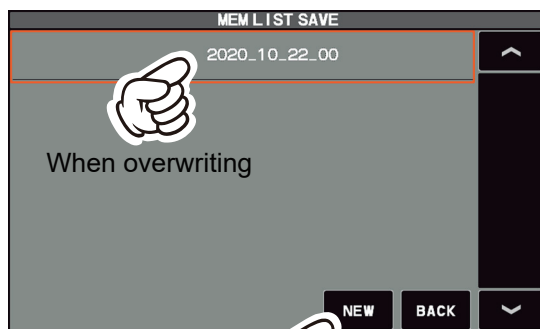 MEM LIST SAVE
2020_10_22_00
When overwriting
NEW BACK